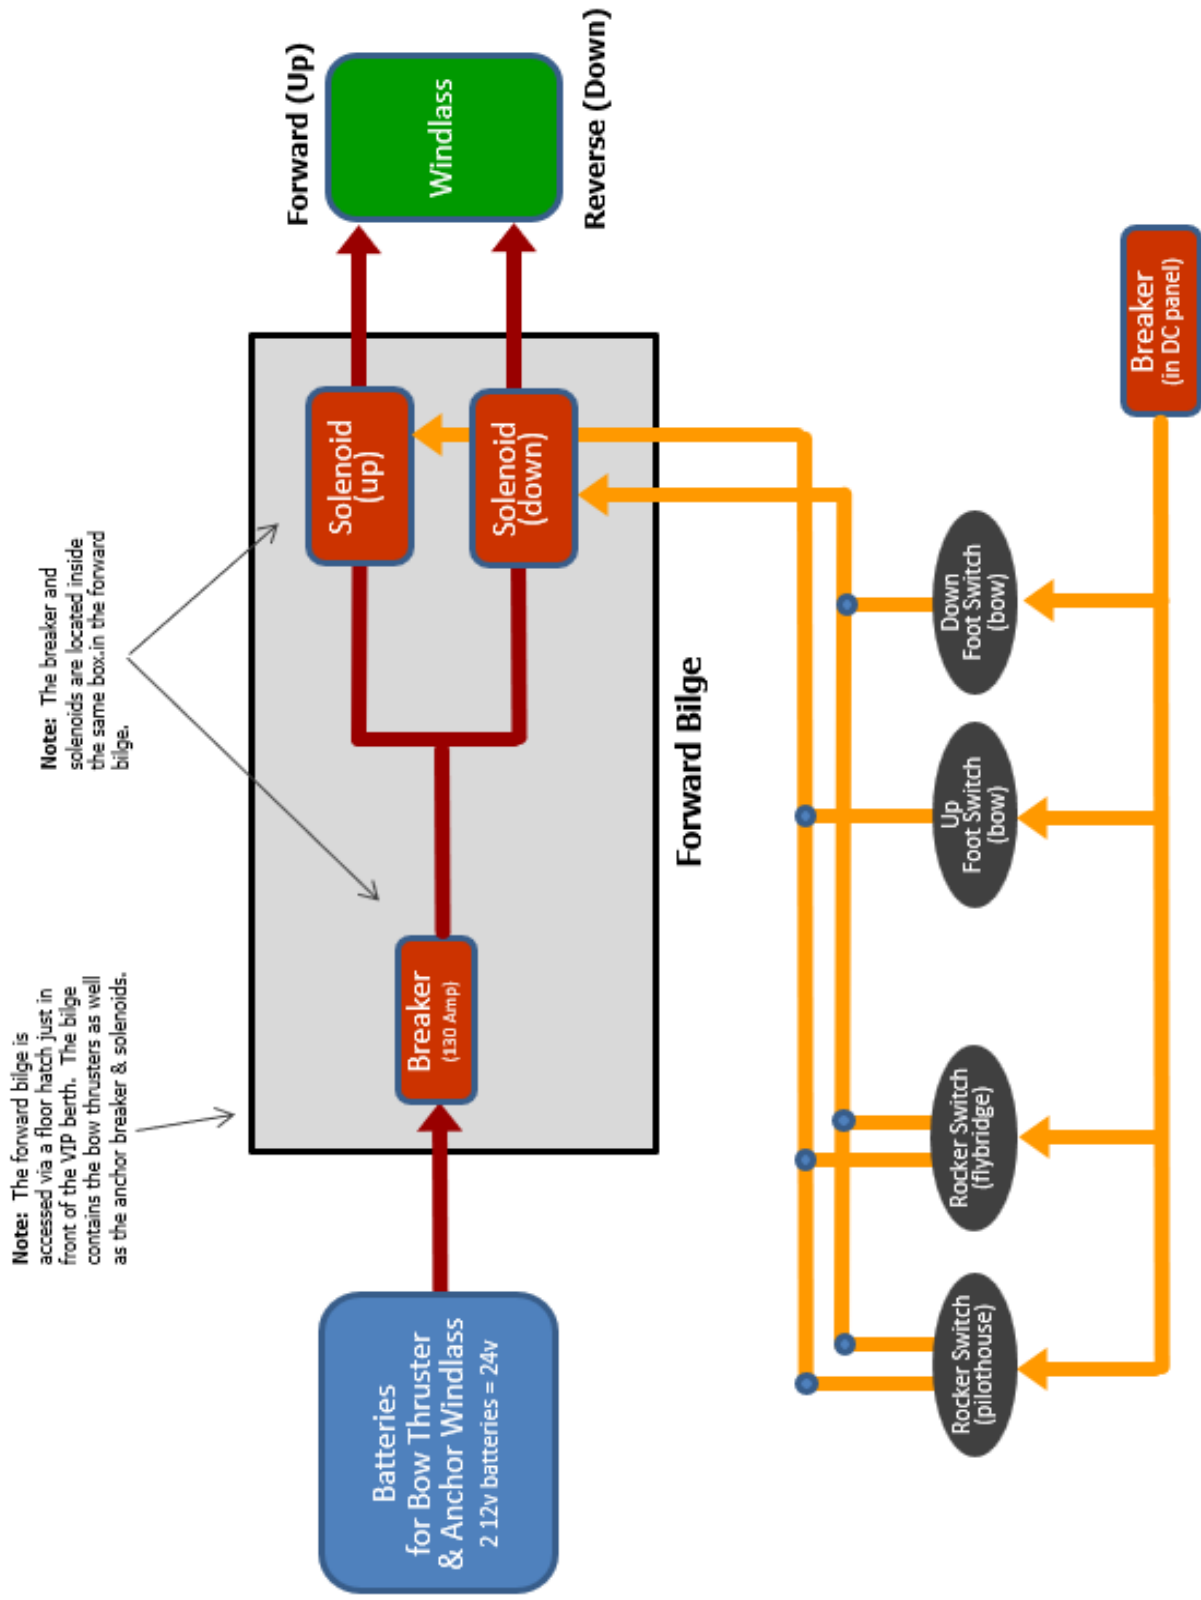 Note: The forward bilge is
accessed via a floor hatch just in
front of the VIP berth. The bilge
contains the bow thrusters as well
as the anchor breaker & solenoids.
Note: The breaker and
solenoids are located inside
the same box.in the forward
bilge.
Batteries
for Bow Thruster
& Anchor Windlass
2 12v batteries = 24v
Breaker
(130 Amp)
Solenoid
(up)
Solenoid
(down)
Forward (Up)
Windlass
Reverse (Down)
Forward Bilge
Rocker Switch
(pilothouse)
Rocker Switch
(flybridge)
Up
Foot Switch
(bow)
Down
Foot Switch
(bow)
Breaker
(in DC panel)